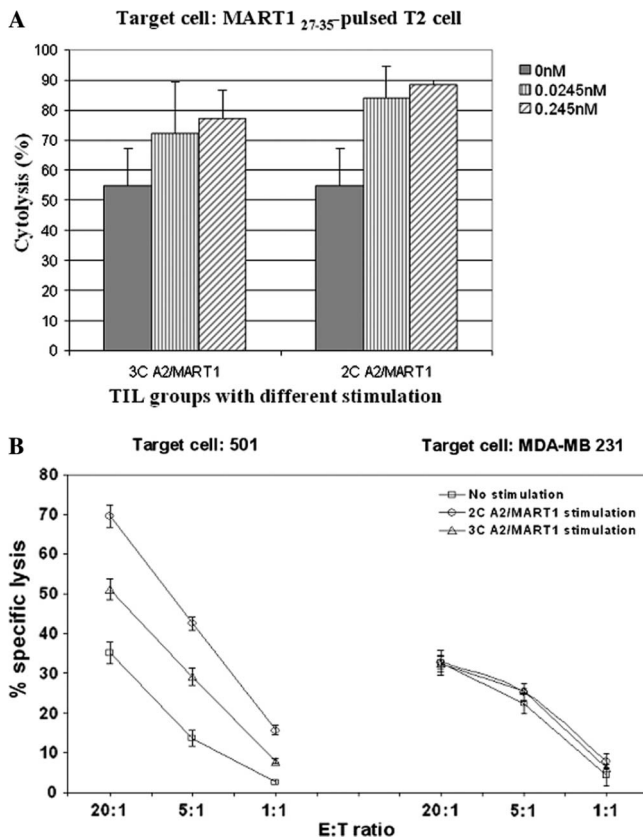 A
Target cell: MART1 27-35-pulsed T2 cell
100
90
80
70
60
50
40
30
20
10
0
Cytolysis (%)
0nM
0.0245nM
0.245nM
3C A2/MART1
2C A2/MART1
TIL groups with different stimulation
B
Target cell: 501
Target cell: MDA-MB 231
80
70
60
50
40
30
20
10
0
% specific lysis
No stimulation
2C A2/MART1 stimulation
3C A2/MART1 stimulation
20:1
5:1
1:1
20:1
5:1
1:1
E:T ratio